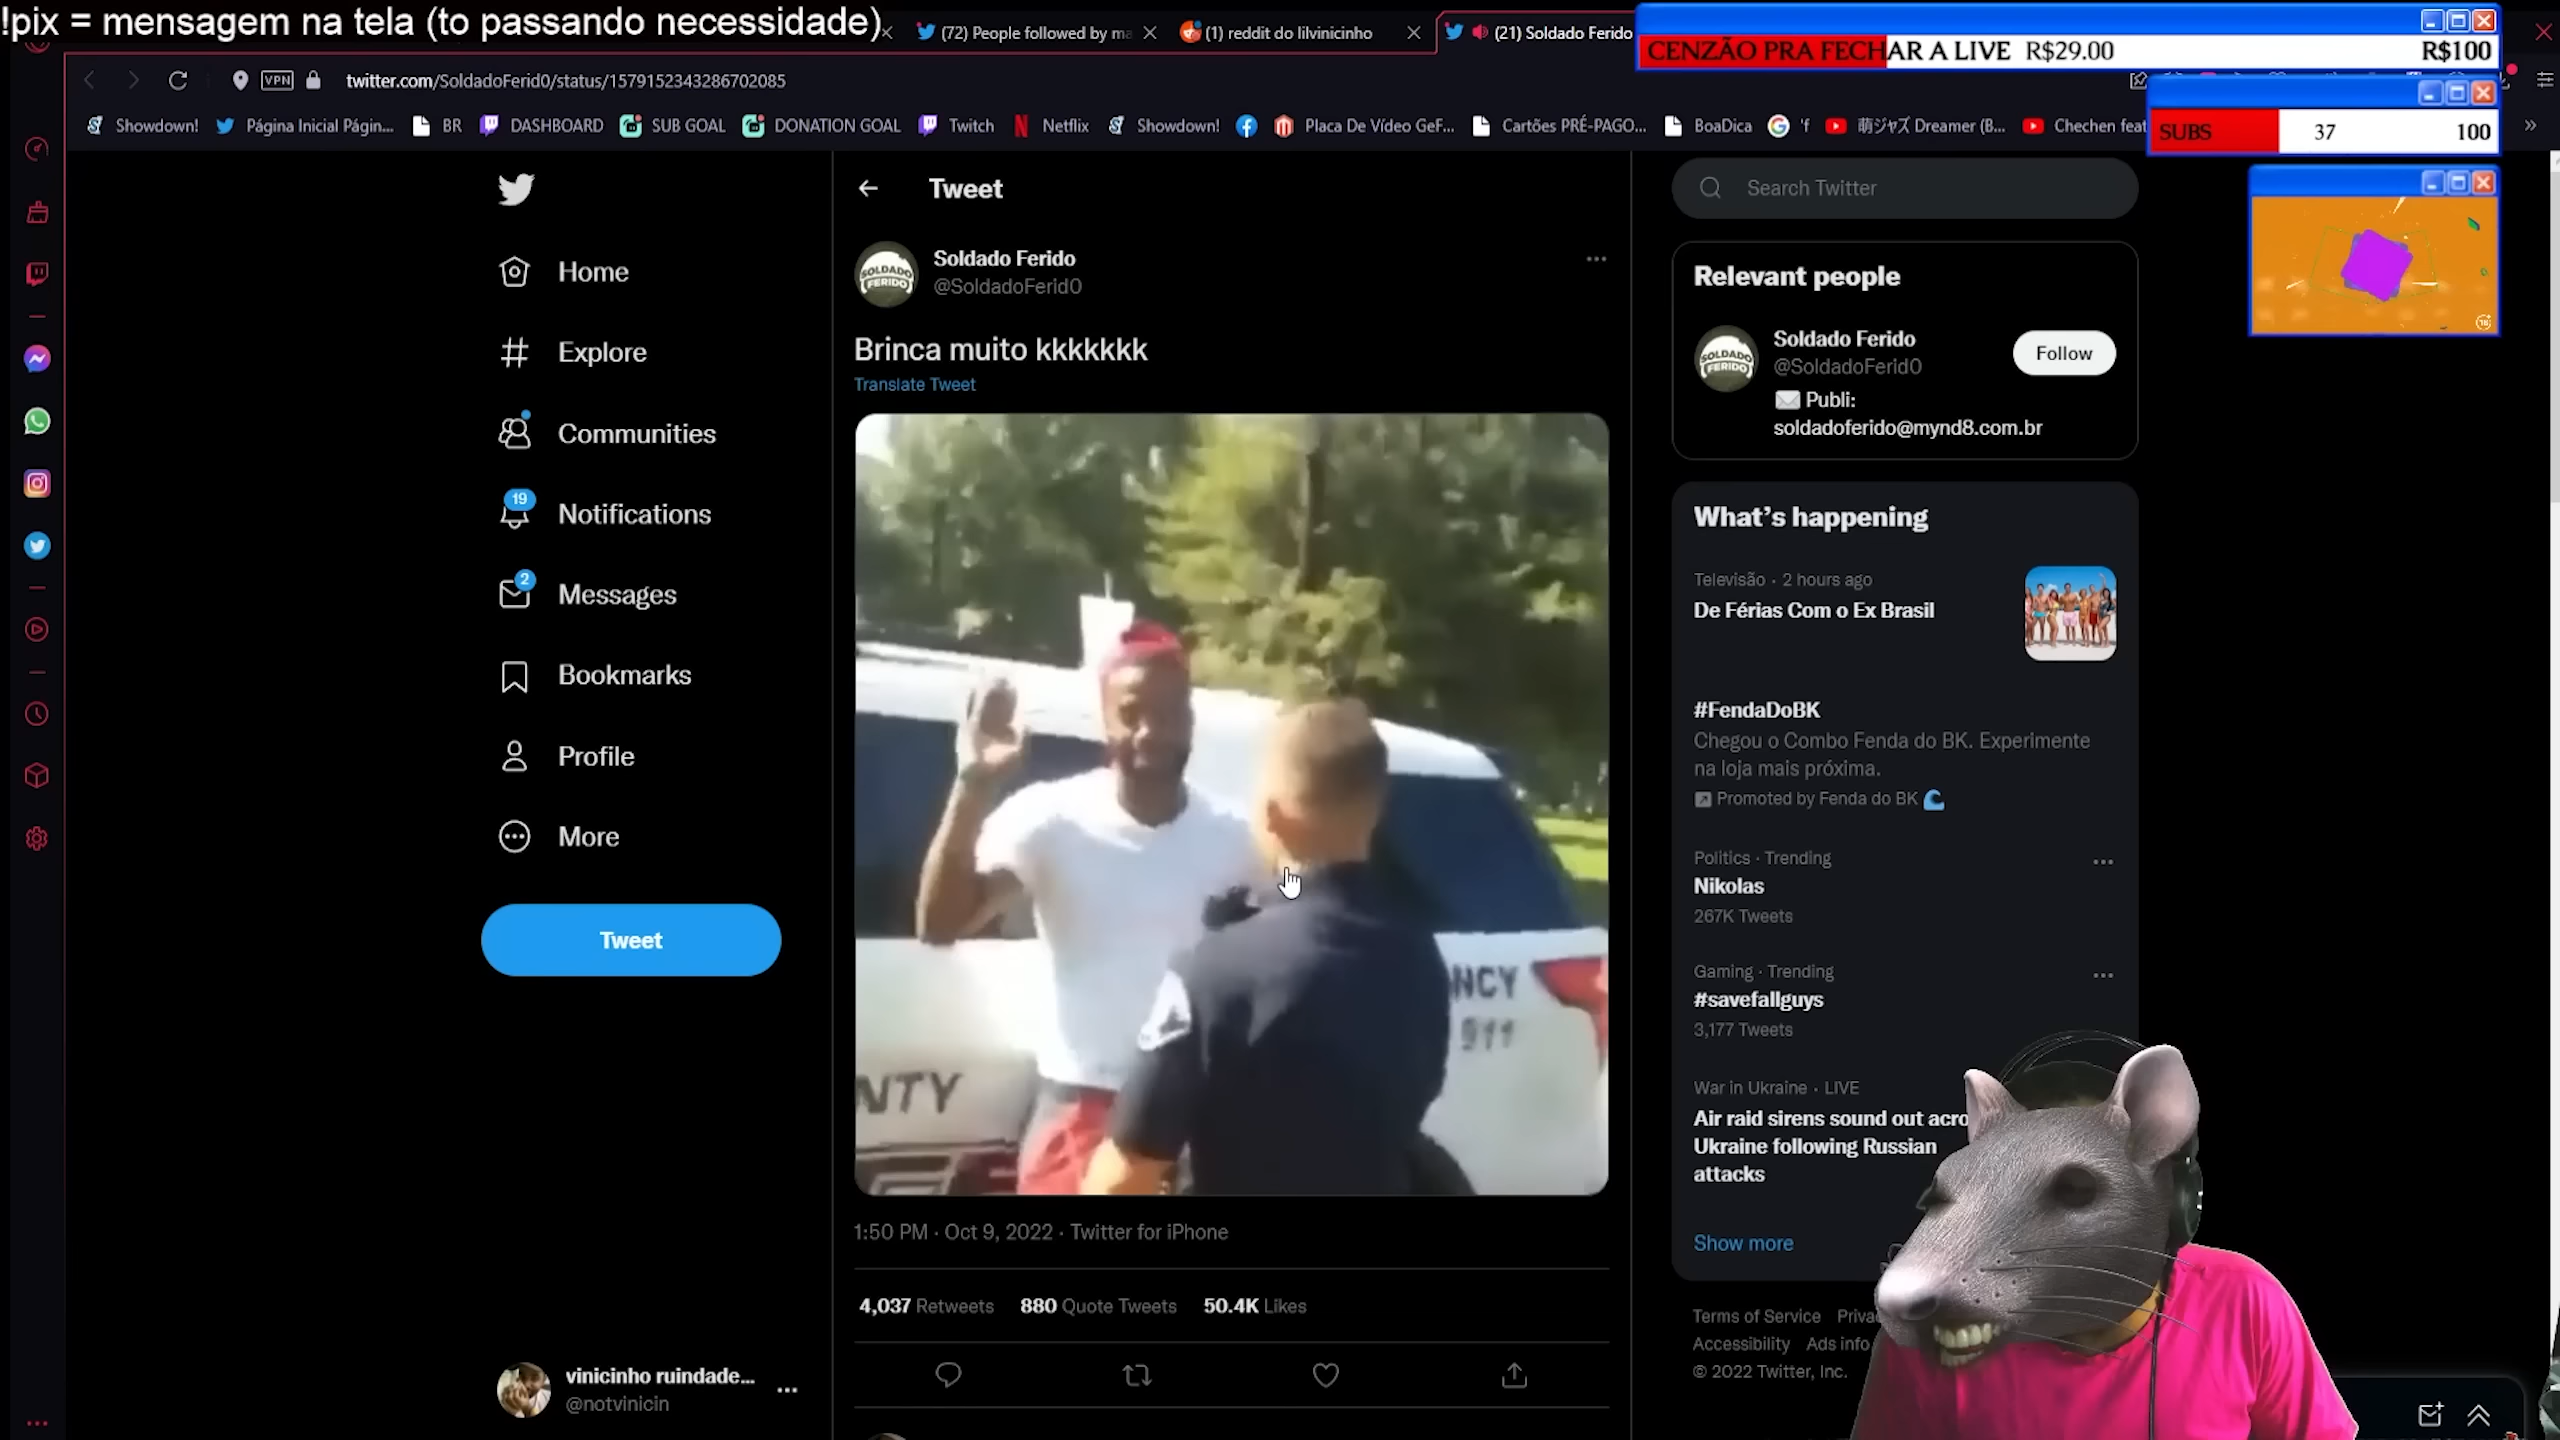 !pix = mensagem na tela (to passando necessidade)
(72) People followed by ma
(1) reddit do lilvinicinho
(21) Soldado Ferido
CENZÃO PRA FECHAR A LIVE R$29.00
R$100
VPN
twitter.com/SoldadoFerid0/status/1579152343286702085
Showdown!
Página Inicial Págin...
BR
DASHBOARD
SUB GOAL
DONATION GOAL
Twitch
Netflix
Showdown!
Placa De Vídeo GeF...
Cartões PRÉ-PAGO...
BoaDica
'f
萌ジャズ Dreamer (B...
Chechen feat
SUBS
37
100
Home
Explore
Communities
19
Notifications
2
Messages
Bookmarks
Profile
More
Tweet
vinicinho ruindade...
@notvinicin
Tweet
SOLDADO
FERIDO
Soldado Ferido
@SoldadoFerid0
Brinca muito kkkkkkk
Translate Tweet
NCY
911
NTY
1:50 PM · Oct 9, 2022 · Twitter for iPhone
4,037 Retweets
880 Quote Tweets
50.4K Likes
Search Twitter
Relevant people
SOLDADO
FERIDO
Soldado Ferido
@SoldadoFerid0
Follow
Publi:
soldadoferido@mynd8.com.br
What's happening
Televisão · 2 hours ago
De Férias Com o Ex Brasil
#FendaDoBK
Chegou o Combo Fenda do BK. Experimente
na loja mais próxima.
Promoted by Fenda do BK
Politics · Trending
Nikolas
267K Tweets
Gaming · Trending
#savefallguys
3,177 Tweets
War in Ukraine · LIVE
Air raid sirens sound out acro
Ukraine following Russian
attacks
Show more
Terms of Service Priva
Accessibility Ads info
© 2022 Twitter, Inc.